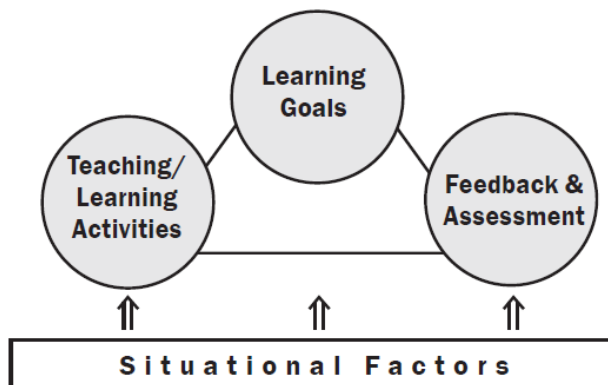 Learning
Goals
Teaching/
Learning
Activities
Feedback &
Assessment
Situational Factors